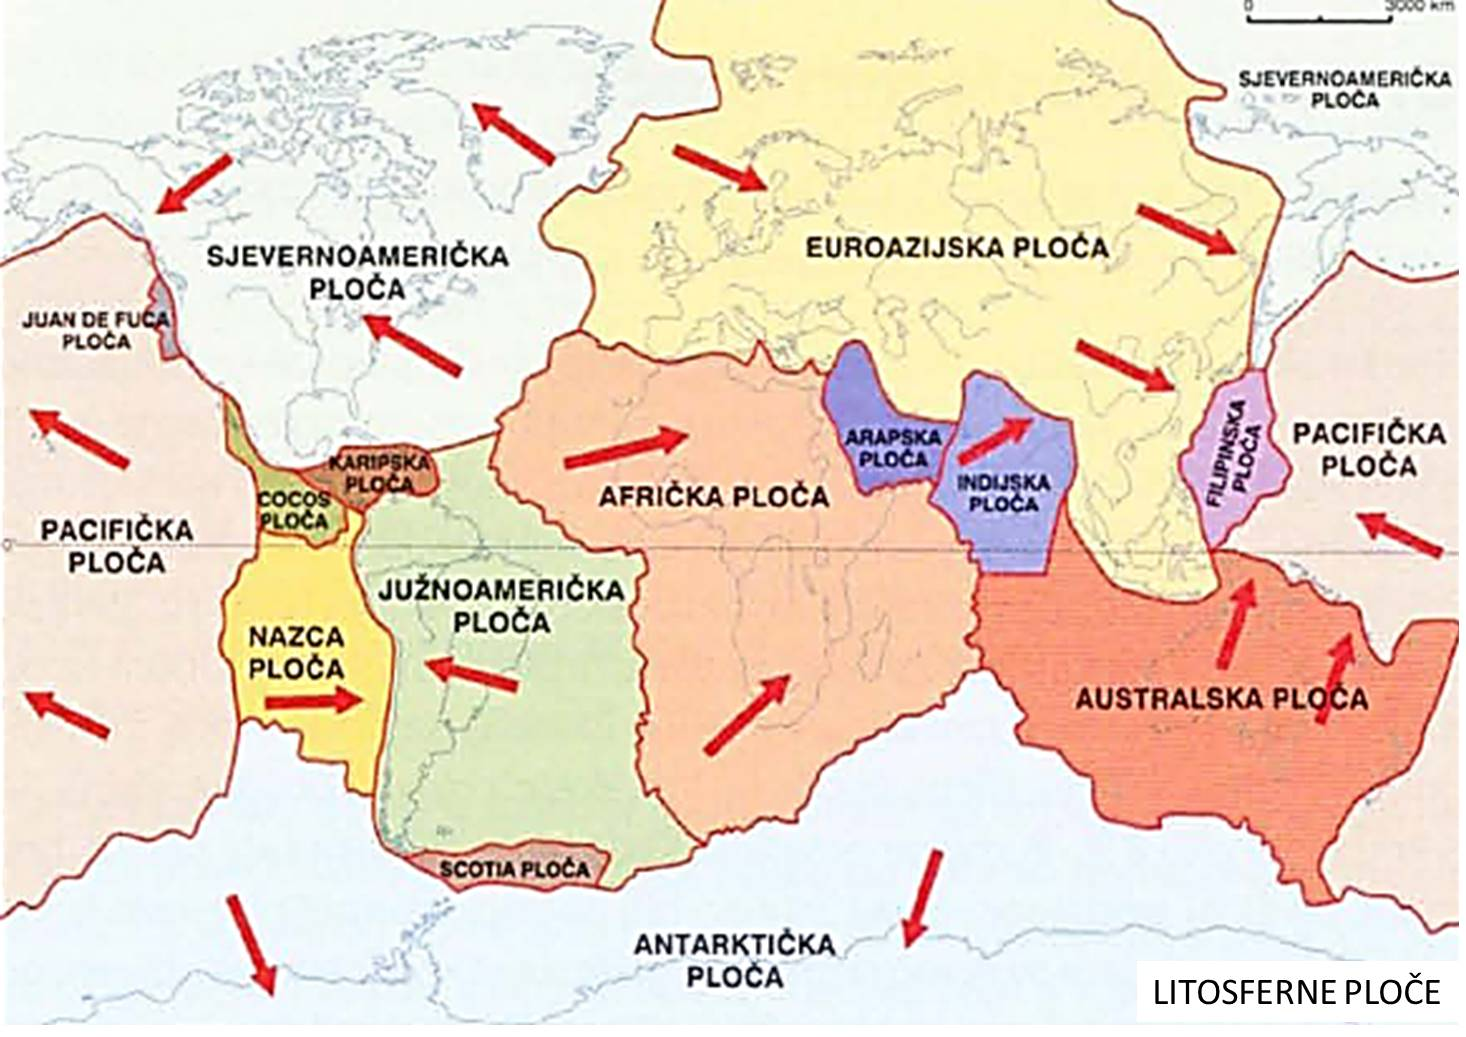 0 3000 km
SJEVERNOAMERIČKA
PLOČA
SJEVERNOAMERIČKA
PLOČA
EUROAZIJSKA PLOČA
JUAN DE FUCA
PLOČA
KARIPSKA
PLOČA
COCOS
PLOČA
PACIFIČKA
PLOČA
AFRIČKA PLOČA
ARAPSKA
PLOČA
INDIJSKA
PLOČA
FILIPINSKA
PLOČA
PACIFIČKA
PLOČA
NAZCA
PLOČA
JUŽNOAMERIČKA
PLOČA
AUSTRALSKA PLOČA
SCOTIA PLOČA
ANTARKTIČKA
PLOČA
LITOSFERNE PLOČE